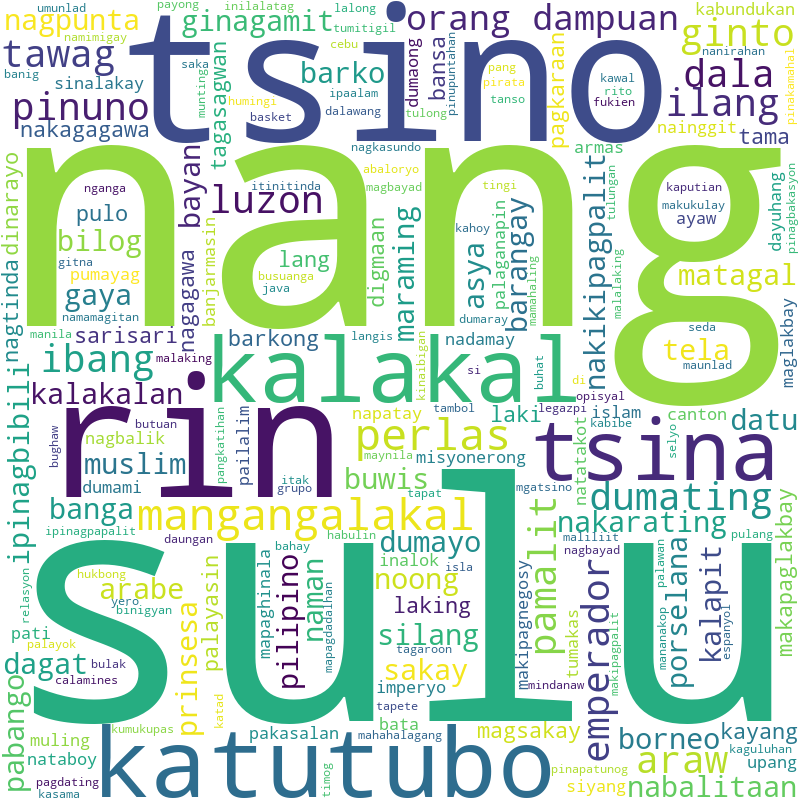 umunlad payong inilalatag lalong
nagpunta ginagamit tumitigil orang dampuan kabundukan
namimigay cebu ginto
tawag banig saka tsino pang nanirahan
sinalakay barko ipaalam dumaong bansa pinupuntahan kawal dala
tagasagwan munting humingi dalawang pirata rito pinakamahal
pinuno basket tulong tanso fukien ilang
nakagagawa pagkaraan nainggit tama
nagkasundo armas
dinarayo nang abaloryo tingi tulungan
nganga bayan itinitinda magbayad kaputian dayuhang pinagbakasyon
pulo luzon makukulay
bilog maraming kahoy barangay nakikipagpalit ayaw
gitna lang asya palaganapin
pumayag banjarmasin busuanga digmaan mamahaling malalaking matagal
nagtinda gaya java seda
namamagitan nagagawa dumaray
manila sarisari barkong langis nadamay tela maglakbay
ibang malaking kalakal kinaibigan si buhat di maunlad
kalakalan opisyal
ipinagbibili rin tambol legazpi islam canton
butuan napatay laki kabibe datu
bughaw nagbalik pangkatihan pailalim perlas tsina natatakot selyo
muslim maynila misyonerong
dumami itak buwis
banga grupo tapat mgatsino dumating
ipinagpapalit mangangalakal nakarating
daungan habulin dumayo maliliit pulang
sulu bahay inalok isla nagbayad makapaglakbay
hukbong mapaghinala noong pamalit palawan
relasyon arabe yero palayasin pilipino naman laking emperador porselana kalapit
binigyan mapagdadalhan makipagnegosy tumakas makipagpalit mananakop espanyol
pati palayok silang
dagat bulak prinsesa tagaroon sakay
calamines katad imperyo mindanaw
pabango tapete bata
kumukupas mahahalagang magsakay
muling pakasalan borneo kayang
nataboy katutubo kaguluhan upang
pagdating timog pinapatunog araw
kasama siyang nabalitaan